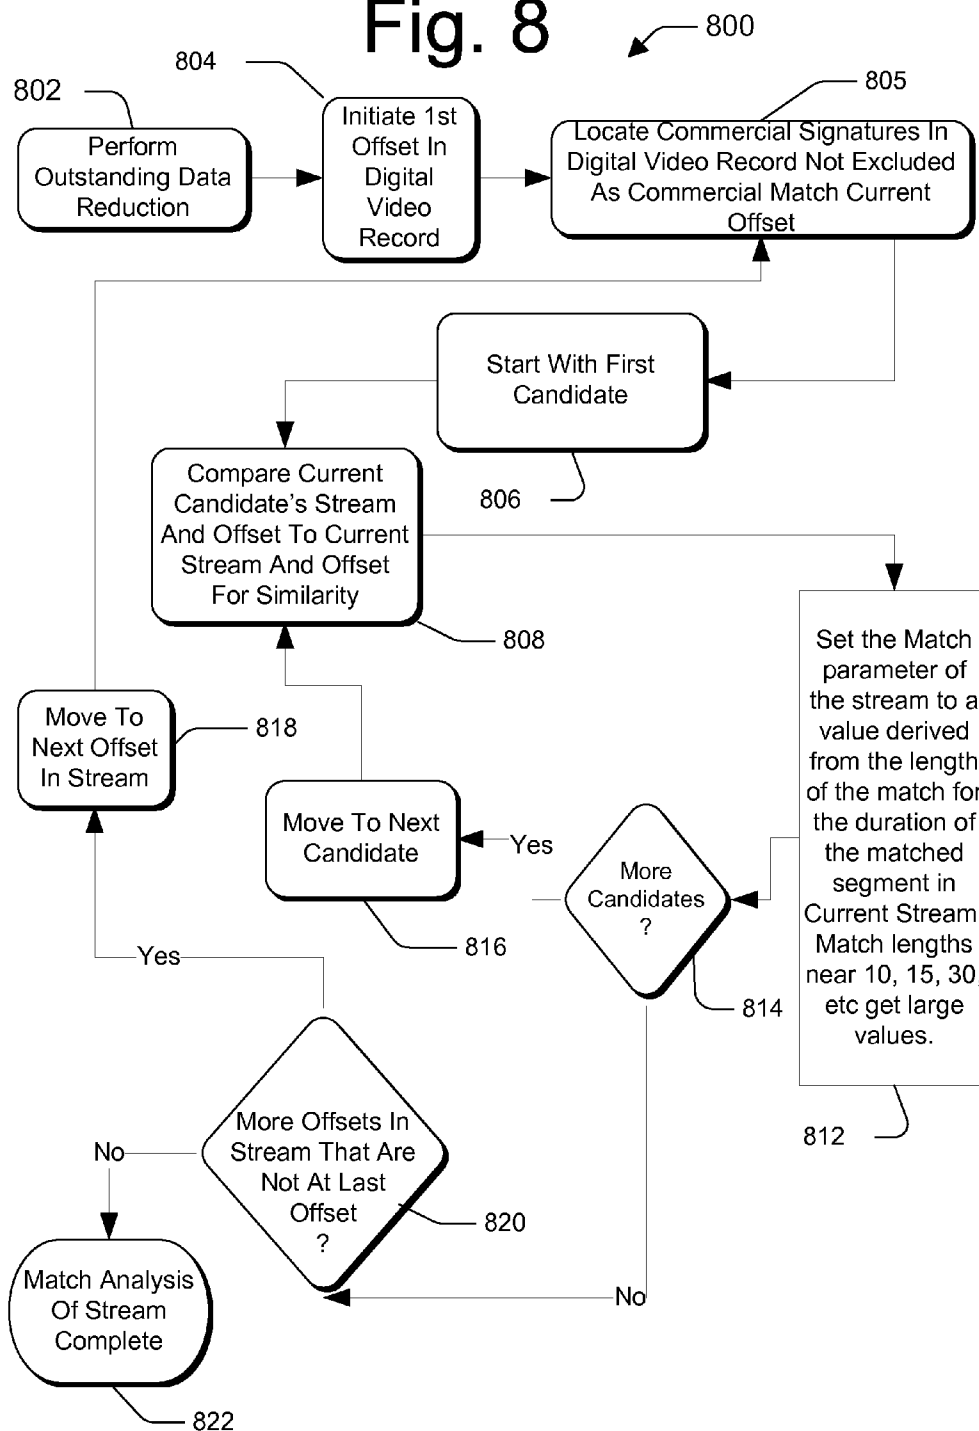 Fig. 8
800
802
804
805
Perform
Outstanding Data
Reduction
Initiate 1st
Offset In
Digital
Video
Record
Locate Commercial Signatures In
Digital Video Record Not Excluded
As Commercial Match Current
Offset
Start With First
Candidate
806
Compare Current
Candidate's Stream
And Offset To Current
Stream And Offset
For Similarity
808
Set the Match
parameter of
the stream to a
value derived
from the length
of the match for
the duration of
the matched
segment in
Current Stream
Match lengths
near 10, 15, 30,
etc get large
values.
812
Move To
Next Offset
In Stream
818
Move To Next
Candidate
816
Yes
More
Candidates
?
814
Yes
More Offsets In
Stream That Are
Not At Last
Offset
?
820
No
No
Match Analysis
Of Stream
Complete
822